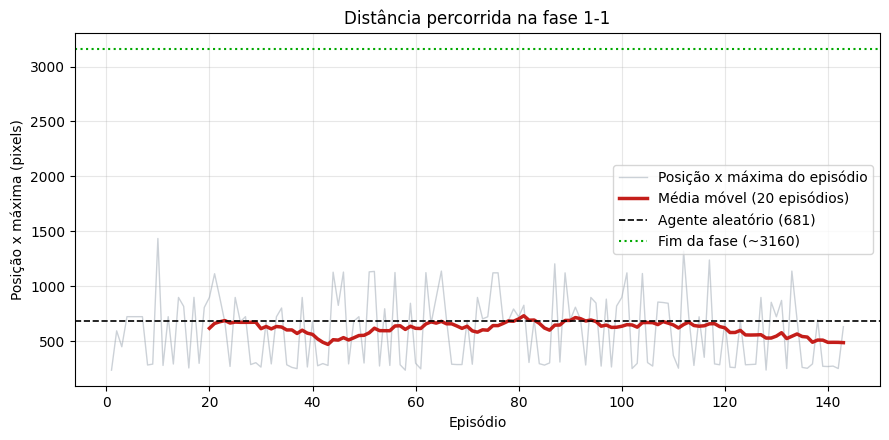 Distância percorrida na fase 1-1
Posição x máxima (pixels)
3000
2500
2000
1500
1000
500
Posição x máxima do episódio
Média móvel (20 episódios)
Agente aleatório (681)
Fim da fase (~3160)
0 20 40 60 80 100 120 140
Episódio